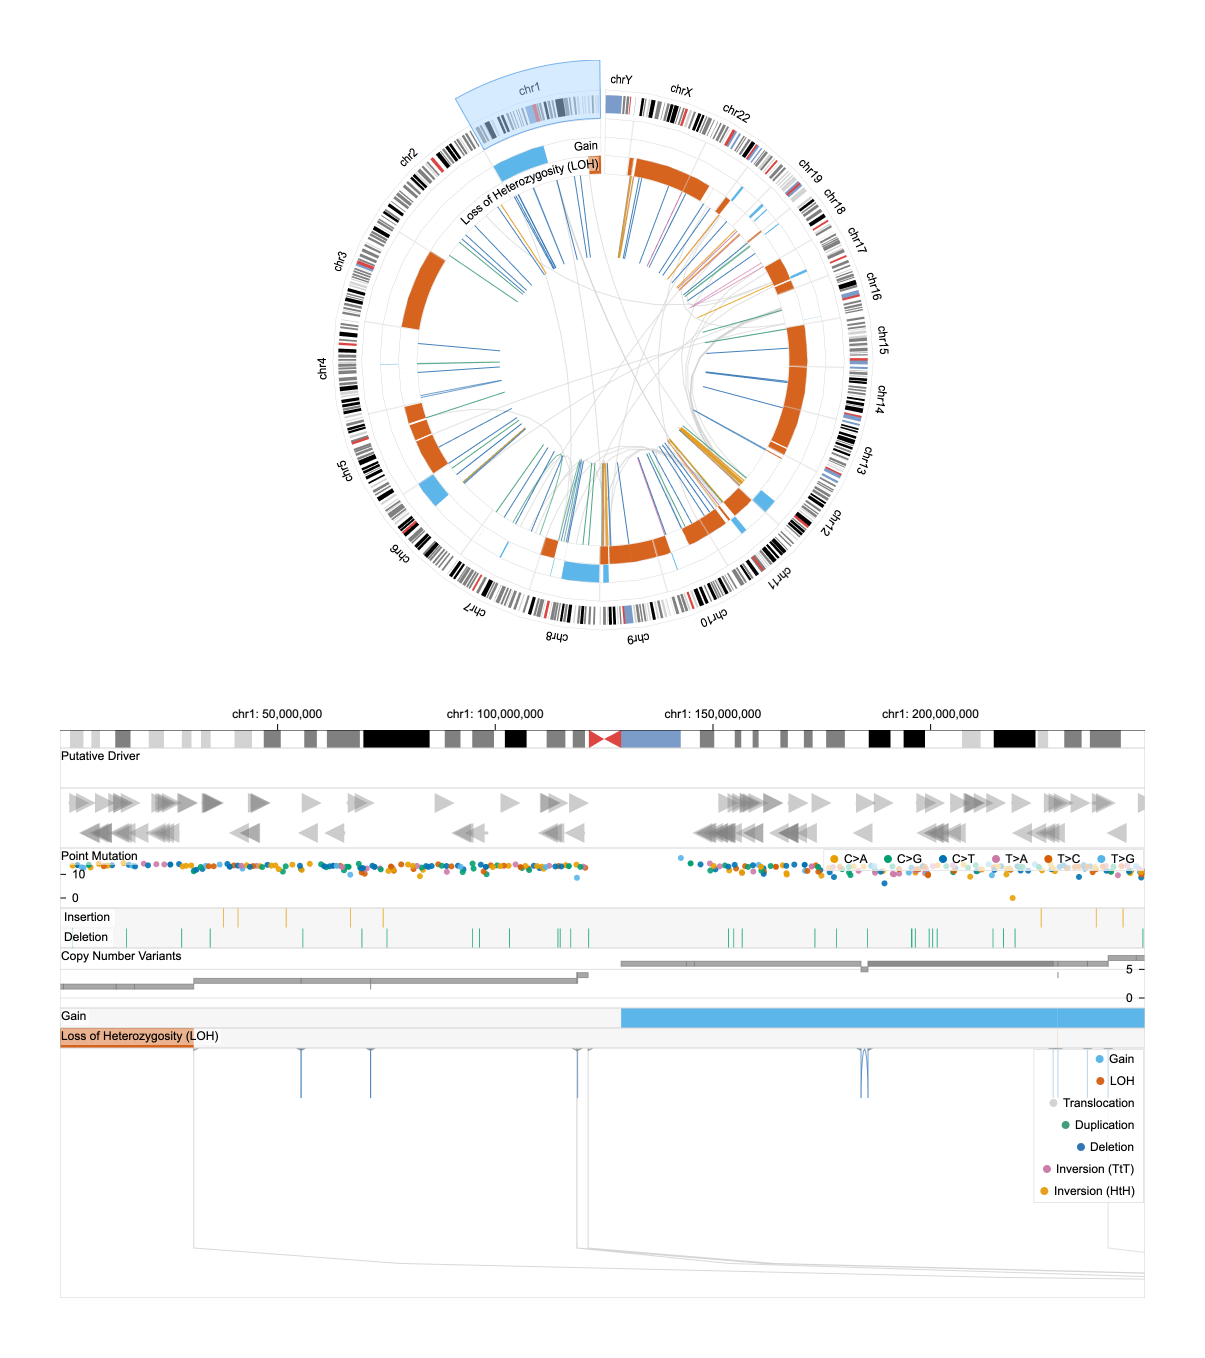 chrY
chrX
chr22
chr19
chr18
chr17
chr16
chr15
chr14
chr13
chr12
chr11
chr10
chr9
chr8
chr7
chr6
chr5
chr4
chr3
chr2
chr1
Gain
Loss of Heterozygosity (LOH)
chr1: 50,000,000
chr1: 100,000,000
chr1: 150,000,000
chr1: 200,000,000
Putative Driver
Point Mutation
C>A
C>G
C>T
T>A
T>C
T>G
10
0
Insertion
Deletion
Copy Number Variants
5
0
Gain
Loss of Heterozygosity (LOH)
Gain
LOH
Translocation
Duplication
Deletion
Inversion (TtT)
Inversion (HtH)